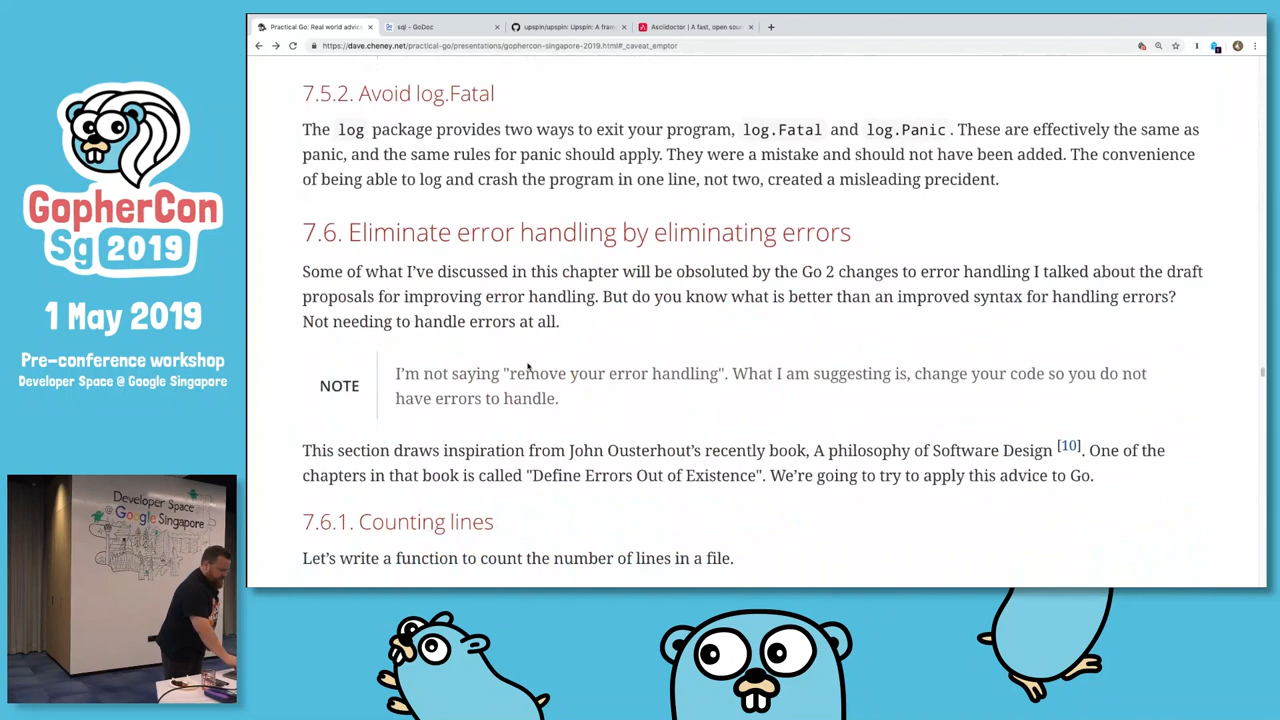 Practical Go: Real world advic
sql - GoDoc
upspin/upspin: Upspin: A fram
Asciidoctor | A fast, open sou
https://dave.cheney.net/practical-go/presentations/gophercon-singapore-2019.html#_caveat_emptor
GopherCon
Sg 2019
1 May 2019
Pre-conference workshop
Developer Space @ Google Singapore
7.5.2. Avoid log.Fatal
The log package provides two ways to exit your program, log.Fatal and log.Panic. These are effectively the same as
panic, and the same rules for panic should apply. They were a mistake and should not have been added. The convenience
of being able to log and crash the program in one line, not two, created a misleading precident.
7.6. Eliminate error handling by eliminating errors
Some of what I've discussed in this chapter will be obsoluted by the Go 2 changes to error handling I talked about the draft
proposals for improving error handling. But do you know what is better than an improved syntax for handling errors?
Not needing to handle errors at all.
NOTE
I'm not saying "remove your error handling". What I am suggesting is, change your code so you do not
have errors to handle.
This section draws inspiration from John Ousterhout's recently book, A philosophy of Software Design [10]. One of the
chapters in that book is called "Define Errors Out of Existence". We're going to try to apply this advice to Go.
7.6.1. Counting lines
Let's write a function to count the number of lines in a file.
Developer Space
@ Google Singapore